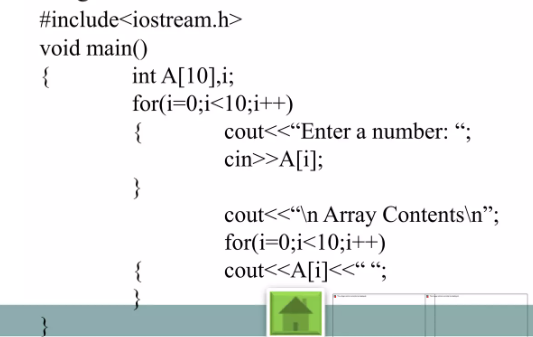 #include<iostream.h>
void main()
{ int A[10],i;
for(i=0;i<10;i++)
{ cout<<“Enter a number: “;
cin>>A[i];
}
cout<<“\n Array Contents\n”;
for(i=0;i<10;i++)
{ cout<<A[i]<<“ “;
}
}